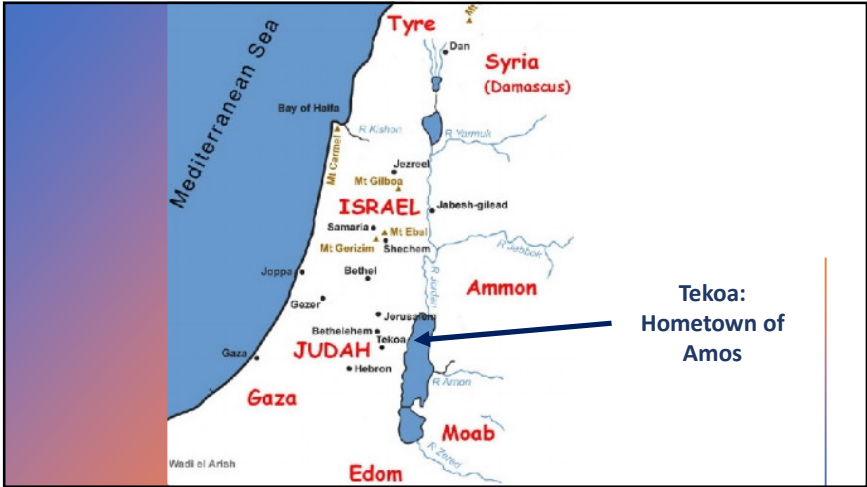 Tyre
Dan
Syria
(Damascus)
Mediterranean Sea
Bay of Haifa
R Kishon
R Yarmuk
Mt Carmel
Jezreel
Mt Gilboa
ISRAEL
Jabesh-gilead
Samaria
Mt Ebal
Mt Gerizim
Shechem
R Jabbok
Joppa
Bethel
R Jordan
Ammon
Gezer
Jerusalem
Bethelehem
Tekoa
JUDAH
Gaza
Hebron
R Arnon
Gaza
Moab
R Zered
Wadi el Arish
Edom
Tekoa:
Hometown of
Amos